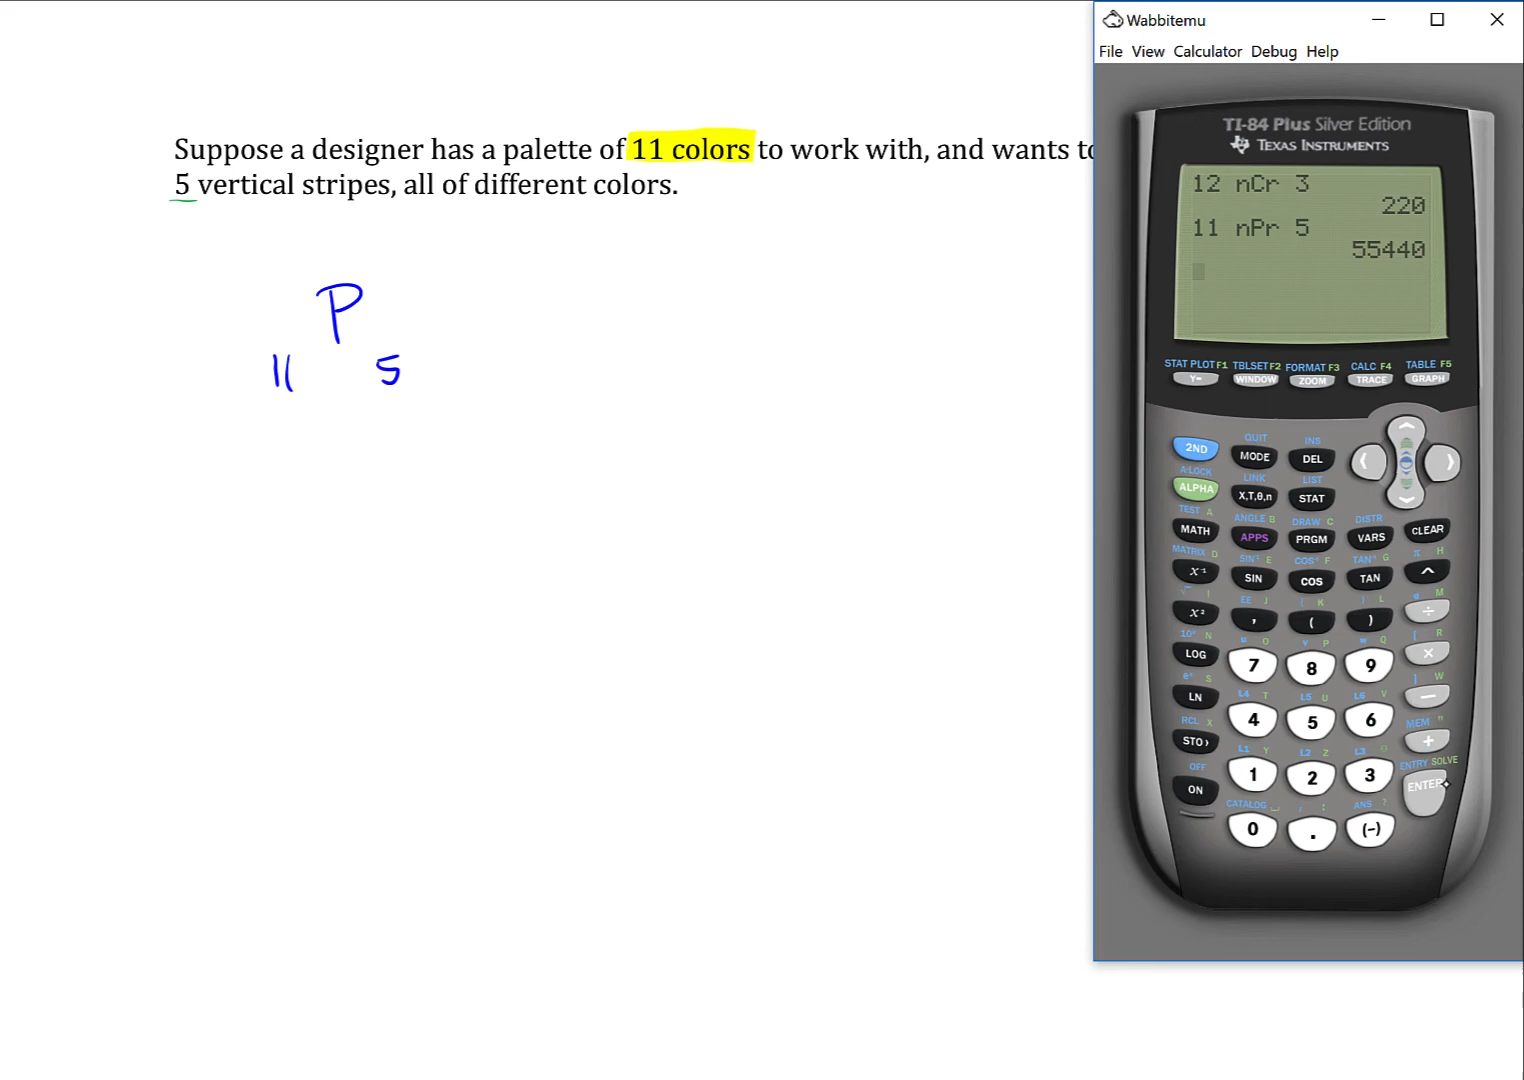 Wabbitemu
File View Calculator Debug Help
Suppose a designer has a palette of 11 colors to work with, and wants to
5 vertical stripes, all of different colors.
P
11 5
TI-84 Plus Silver Edition
TEXAS INSTRUMENTS
12 nCr 3
220
11 nPr 5
55440
STAT PLOT F1 TBLSET F2 FORMAT F3 CALC F4 TABLE F5
Y= WINDOW ZOOM TRACE GRAPH
QUIT INS
2ND MODE DEL
A-LOCK LINK LIST
ALPHA X,T,θ,n STAT
TEST A ANGLE B DRAW C DISTR
MATH APPS PRGM VARS CLEAR
MATRIX D SIN⁻¹ E COS⁻¹ F TAN⁻¹ G π H
X⁻¹ SIN COS TAN ^
√ I EE J { K } L M
X² , ( ) ÷
10ˣ N u O v P w Q [ R
LOG 7 8 9 ×
eˣ S L4 T L5 U L6 V ] W
LN 4 5 6 −
RCL X L1 Y L2 Z L3 θ MEM "
STO› 1 2 3 +
OFF ENTRY SOLVE
ON ENTER
CATALOG i : ANS ?
0 . (-)